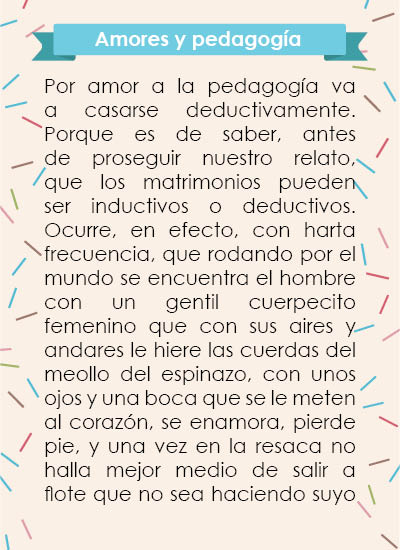 Amores y pedagogía
Por amor a la pedagogía va
a casarse deductivamente.
Porque es de saber, antes
de proseguir nuestro relato,
que los matrimonios pueden
ser inductivos o deductivos.
Ocurre, en efecto, con harta
frecuencia, que rodando por el
mundo se encuentra el hombre
con un gentil cuerpecito
femenino que con sus aires y
andares le hiere las cuerdas del
meollo del espinazo, con unos
ojos y una boca que se le meten
al corazón, se enamora, pierde
pie, y una vez en la resaca no
halla mejor medio de salir a
flote que no sea haciendo suyo